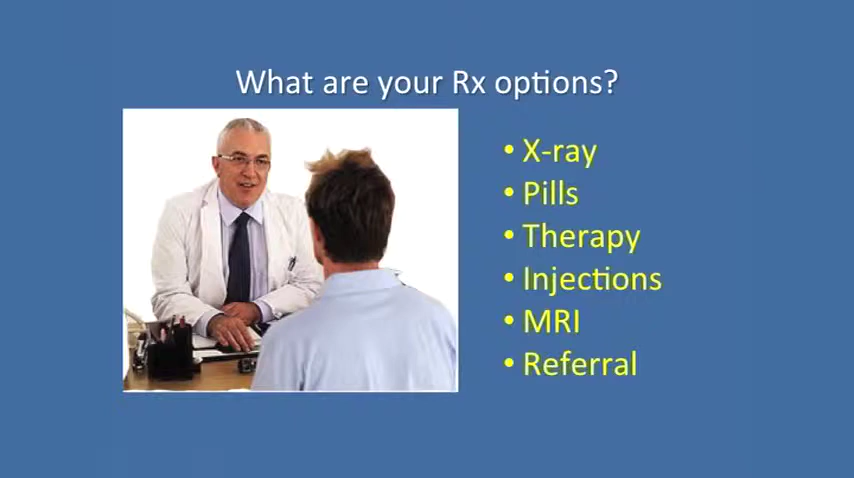 What are your Rx options?
• X-ray
• Pills
• Therapy
• Injections
• MRI
• Referral